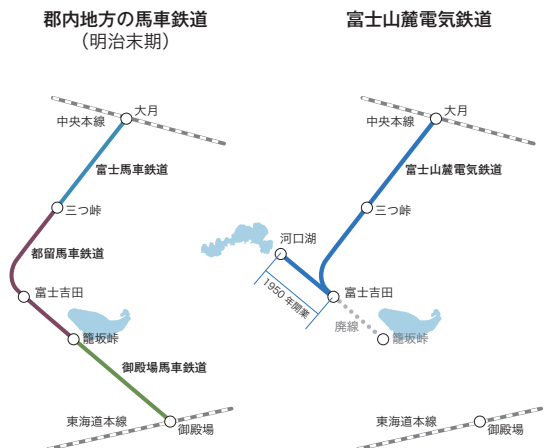 郡内地方の馬車鉄道
（明治末期）
大月
中央本線
富士馬車鉄道
三つ峠
都留馬車鉄道
富士吉田
籠坂峠
御殿場馬車鉄道
東海道本線
御殿場
富士山麓電気鉄道
大月
中央本線
富士山麓電気鉄道
三つ峠
河口湖
1950年開業
富士吉田
廃線
籠坂峠
東海道本線
御殿場